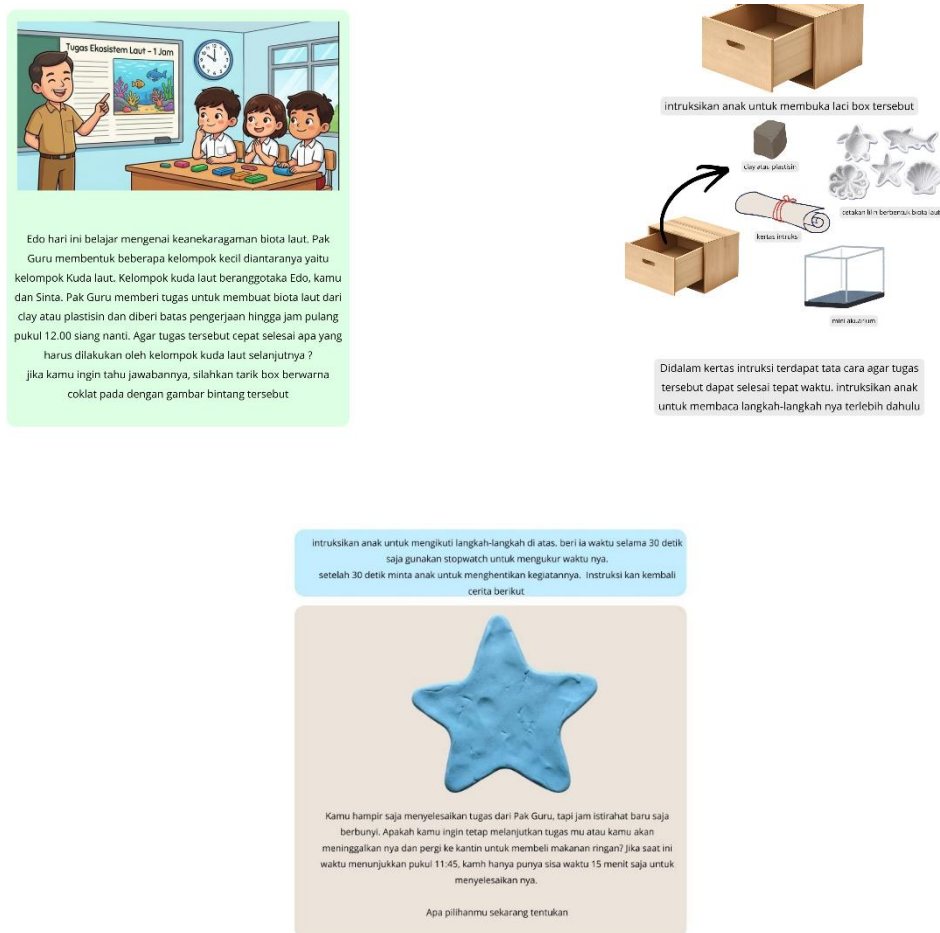 Tugas Ekosistem Laut - 1 Jam
Edo hari ini belajar mengenai keanekaragaman biota laut. Pak
Guru membentuk beberapa kelompok kecil diantaranya yaitu
kelompok Kuda laut. Kelompok kuda laut beranggotaka Edo, kamu
dan Sinta. Pak Guru memberi tugas untuk membuat biota laut dari
clay atau plastisin dan diberi batas pengerjaan hingga jam pulang
pukul 12.00 siang nanti. Agar tugas tersebut cepat selesai apa yang
harus dilakukan oleh kelompok kuda laut selanjutnya ?
jika kamu ingin tahu jawabannya, silahkan tarik box berwarna
coklat pada dengan gambar bintang tersebut
intruksikan anak untuk membuka laci box tersebut
clay atau plastisin
cetakan lilin berbentuk biota laut
kertas intruks
mini akuarium
Didalam kertas intruksi terdapat tata cara agar tugas
tersebut dapat selesai tepat waktu. intruksikan anak
untuk membaca langkah-langkah nya terlebih dahulu
intruksikan anak untuk mengikuti langkah-langkah di atas. beri ia waktu selama 30 detik
saja gunakan stopwatch untuk mengukur waktu nya.
setelah 30 detik minta anak untuk menghentikan kegiatannya. Instruksi kan kembali
cerita berikut
Kamu hampir saja menyelesaikan tugas dari Pak Guru, tapi jam istirahat baru saja
berbunyi. Apakah kamu ingin tetap melanjutkan tugas mu atau kamu akan
meninggalkan nya dan pergi ke kantin untuk membeli makanan ringan? Jika saat ini
waktu menunjukkan pukul 11:45, kamh hanya punya sisa waktu 15 menit saja untuk
menyelesaikan nya.
Apa pilihanmu sekarang tentukan